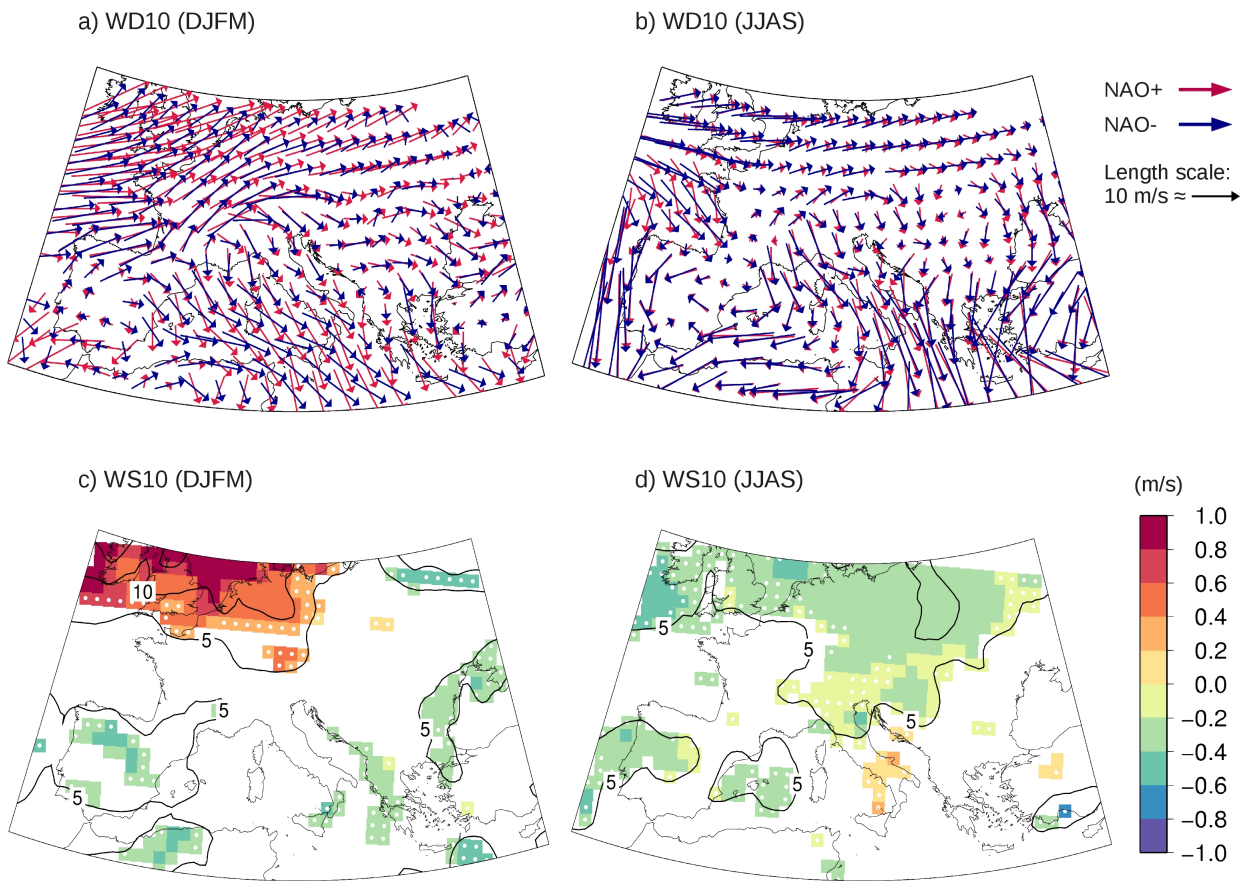 a) WD10 (DJFM)
b) WD10 (JJAS)
NAO+
NAO-
Length scale:
10 m/s ≈
c) WS10 (DJFM)
d) WS10 (JJAS)
(m/s)
10
5
5
5
5
5
5
5
5
5
1.0
0.8
0.6
0.4
0.2
0.0
−0.2
−0.4
−0.6
−0.8
−1.0